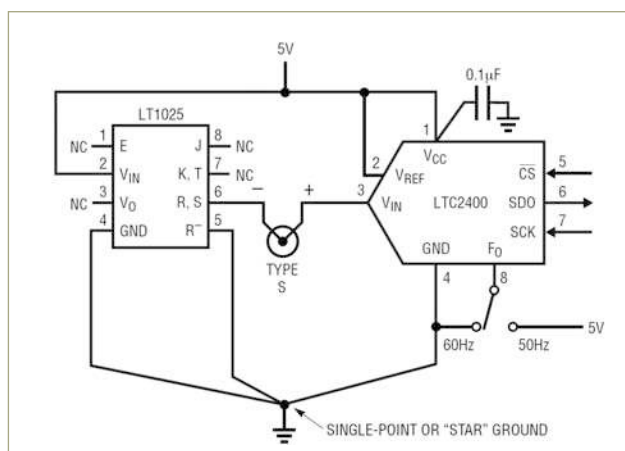 5V
0.1µF
LT1025
NC 1 E J 8 NC
2 VIN K, T 7 NC
NC 3 VO R, S 6
4 GND R– 5
– +
TYPE
S
1
VCC
2 VREF
3 VIN
LTC2400
CS 5
SDO 6
SCK 7
GND FO
4 8
60Hz 50Hz 5V
SINGLE-POINT OR "STAR" GROUND